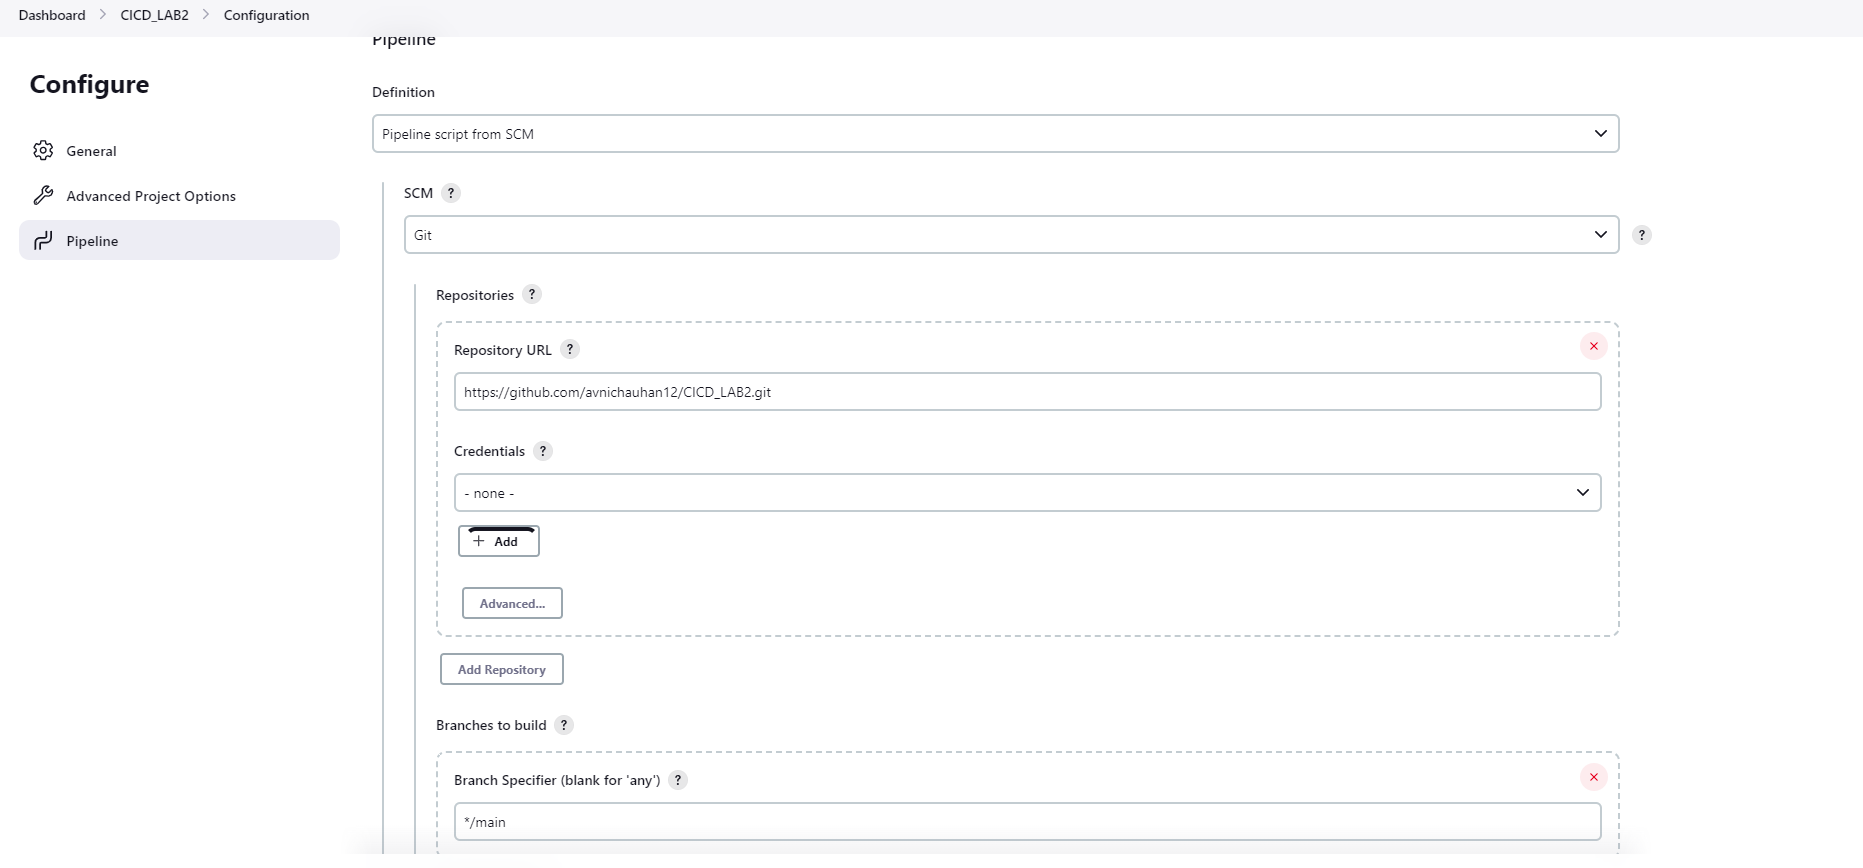 Dashboard > CICD_LAB2 > Configuration
Configure
General
Advanced Project Options
Pipeline
Pipeline
Definition
Pipeline script from SCM
SCM ?
Git
?
Repositories ?
Repository URL ?
https://github.com/avnichauhan12/CICD_LAB2.git
Credentials ?
- none -
+ Add
Advanced...
Add Repository
Branches to build ?
Branch Specifier (blank for 'any') ?
*/main